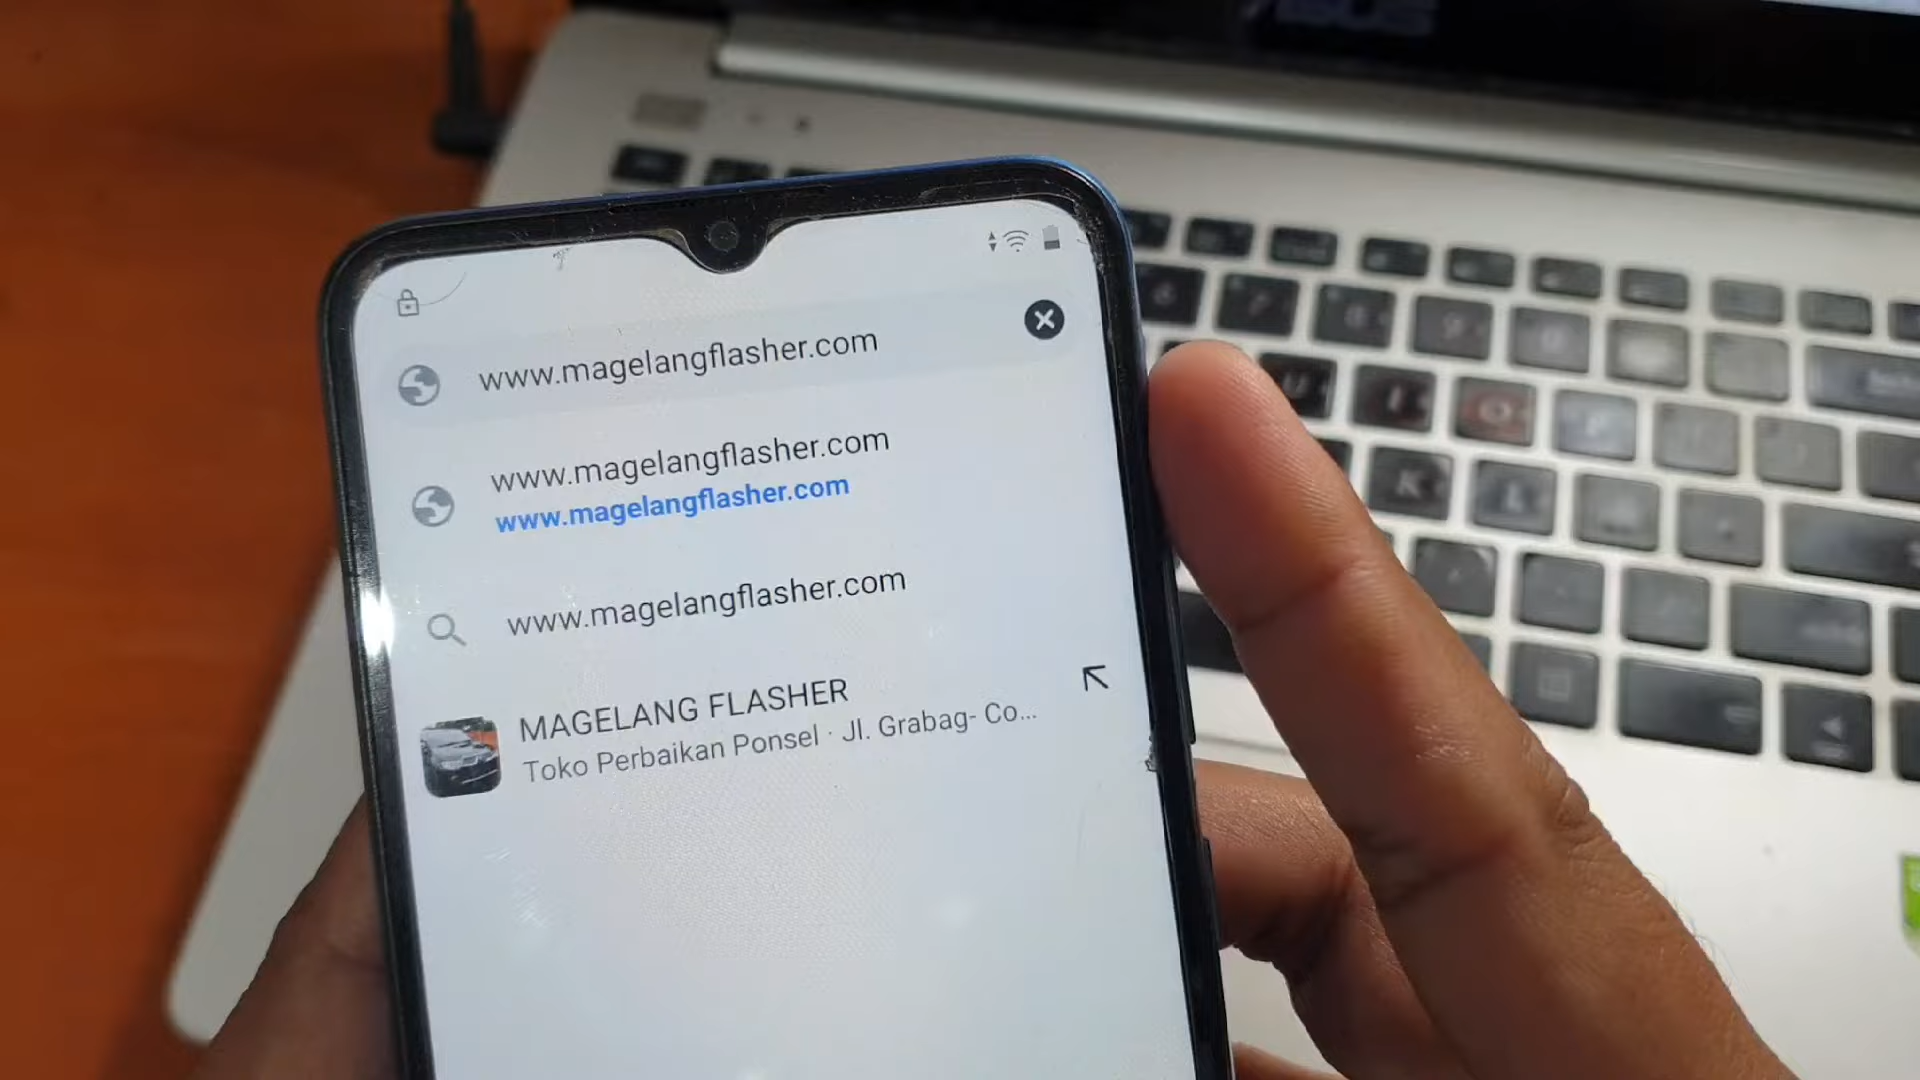 ASUS
www.magelangflasher.com
www.magelangflasher.com
www.magelangflasher.com
www.magelangflasher.com
MAGELANG FLASHER
Toko Perbaikan Ponsel · Jl. Grabag- Co...
U I O P
K L